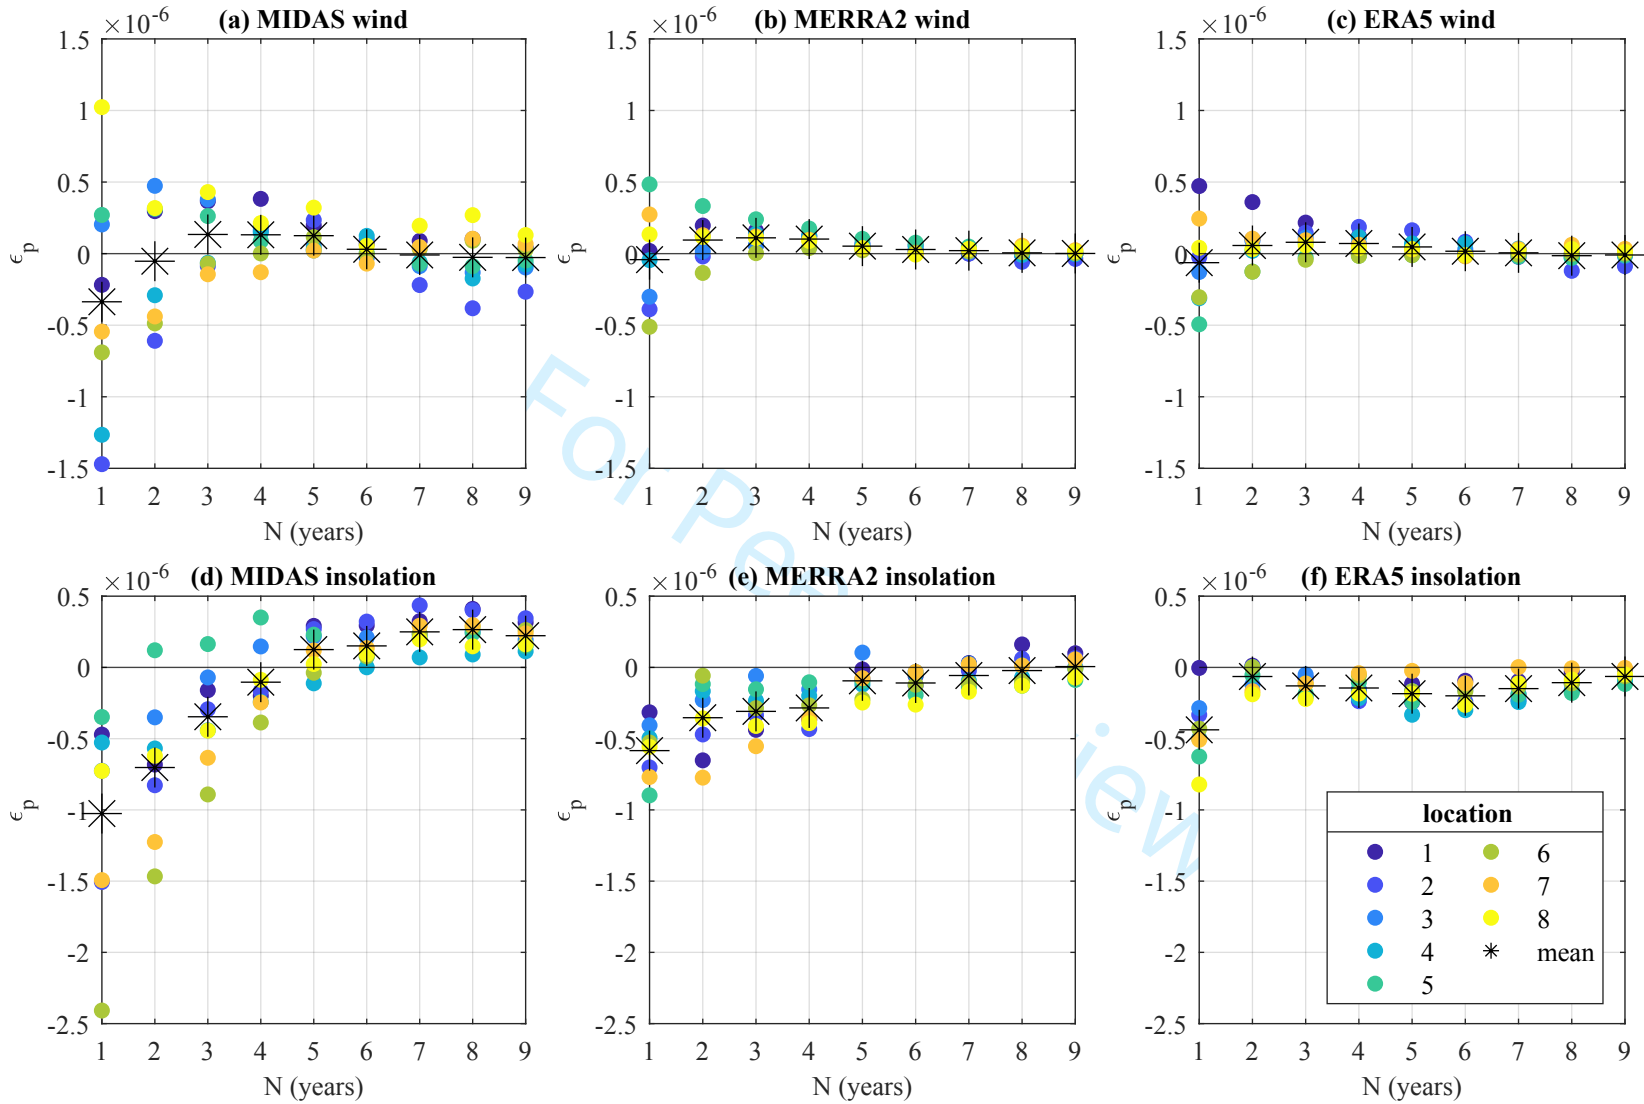 (a) MIDAS wind
×10⁻⁶
1.5
1
0.5
0
-0.5
-1
-1.5
ϵp
1 2 3 4 5 6 7 8 9
N (years)
(b) MERRA2 wind
×10⁻⁶
1.5
1
0.5
0
-0.5
-1
-1.5
ϵp
1 2 3 4 5 6 7 8 9
N (years)
(c) ERA5 wind
×10⁻⁶
1.5
1
0.5
0
-0.5
-1
-1.5
ϵp
1 2 3 4 5 6 7 8 9
N (years)
(d) MIDAS insolation
×10⁻⁶
0.5
0
-0.5
-1
-1.5
-2
-2.5
ϵp
1 2 3 4 5 6 7 8 9
N (years)
(e) MERRA2 insolation
×10⁻⁶
0.5
0
-0.5
-1
-1.5
-2
-2.5
ϵp
1 2 3 4 5 6 7 8 9
N (years)
(f) ERA5 insolation
×10⁻⁶
0.5
0
-0.5
-1
-1.5
-2
-2.5
ϵp
1 2 3 4 5 6 7 8 9
N (years)
location
1 6
2 7
3 8
4 mean
5
For